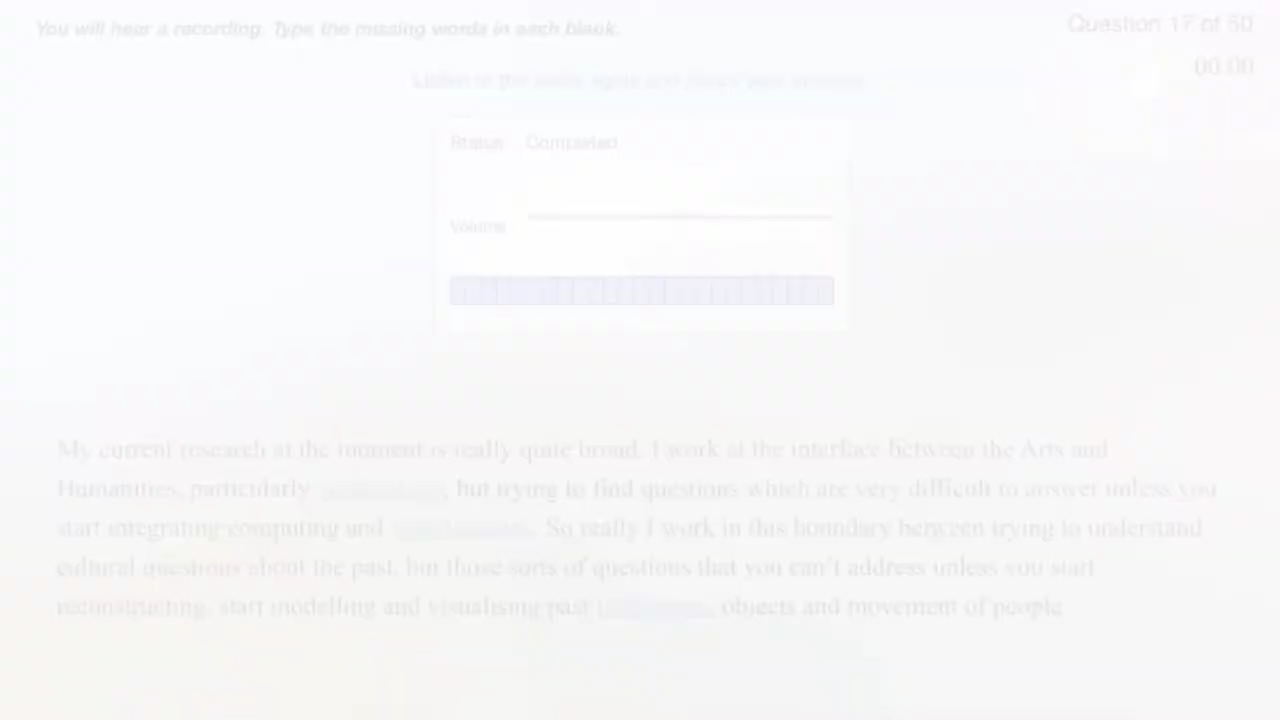 You will hear a recording. Type the missing words in each blank.
Question 17 of 50
00:00
Listen to the audio again and check your answers
Status Completed
Volume
My current research at the moment is really quite broad. I work at the interface between the Arts and
Humanities, particularly , but trying to find questions which are very difficult to answer unless you
start integrating computing and . So really I work in this boundary between trying to understand
cultural questions about the past, but those sorts of questions that you can't address unless you start
reconstructing, start modelling and visualising past , objects and movement of people